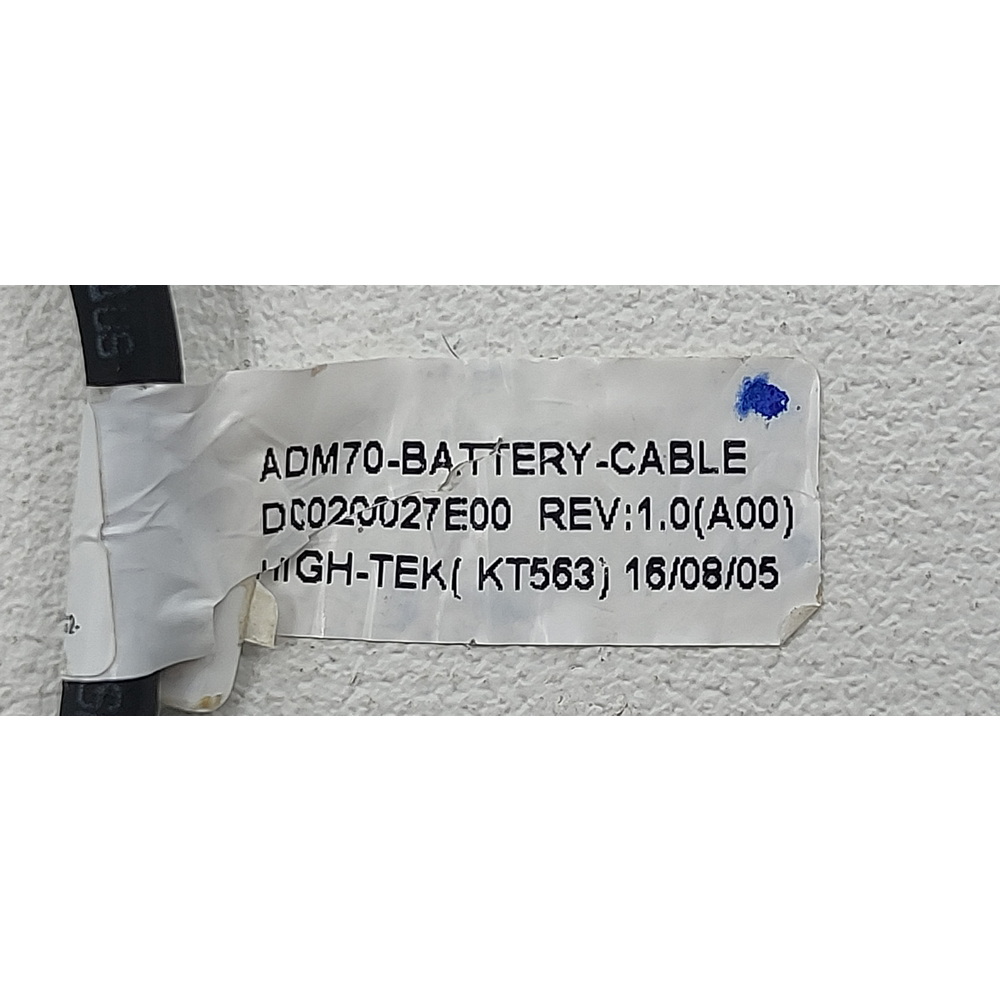 ADM70-BATTERY-CABLE
DC020027E00 REV:1.0(A00)
HIGH-TEK( KT563) 16/08/05